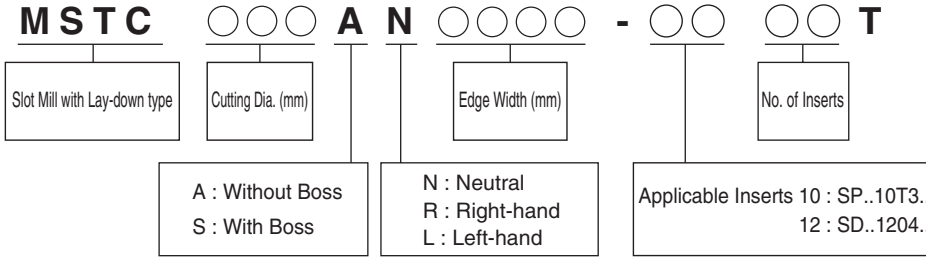 MSTC ○○○ A N ○○○○ - ○○ ○○ T
Slot Mill with Lay-down type
Cutting Dia. (mm)
Edge Width (mm)
No. of Inserts
A : Without Boss
S : With Boss
N : Neutral
R : Right-hand
L : Left-hand
Applicable Inserts 10 : SP..10T3..
12 : SD..1204..